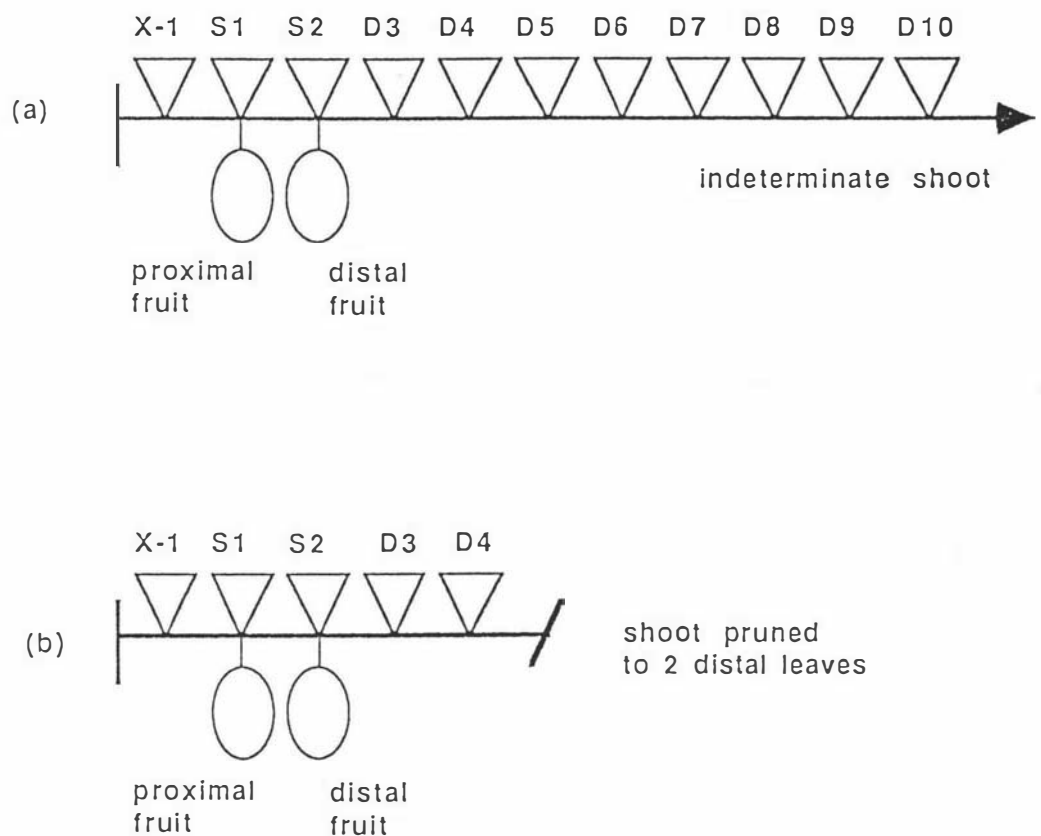 X-1 S1 S2 D3 D4 D5 D6 D7 D8 D9 D10
(a)
indeterminate shoot
proximal fruit
distal fruit
X-1 S1 S2 D3 D4
(b)
shoot pruned
to 2 distal leaves
proximal
fruit
distal
fruit